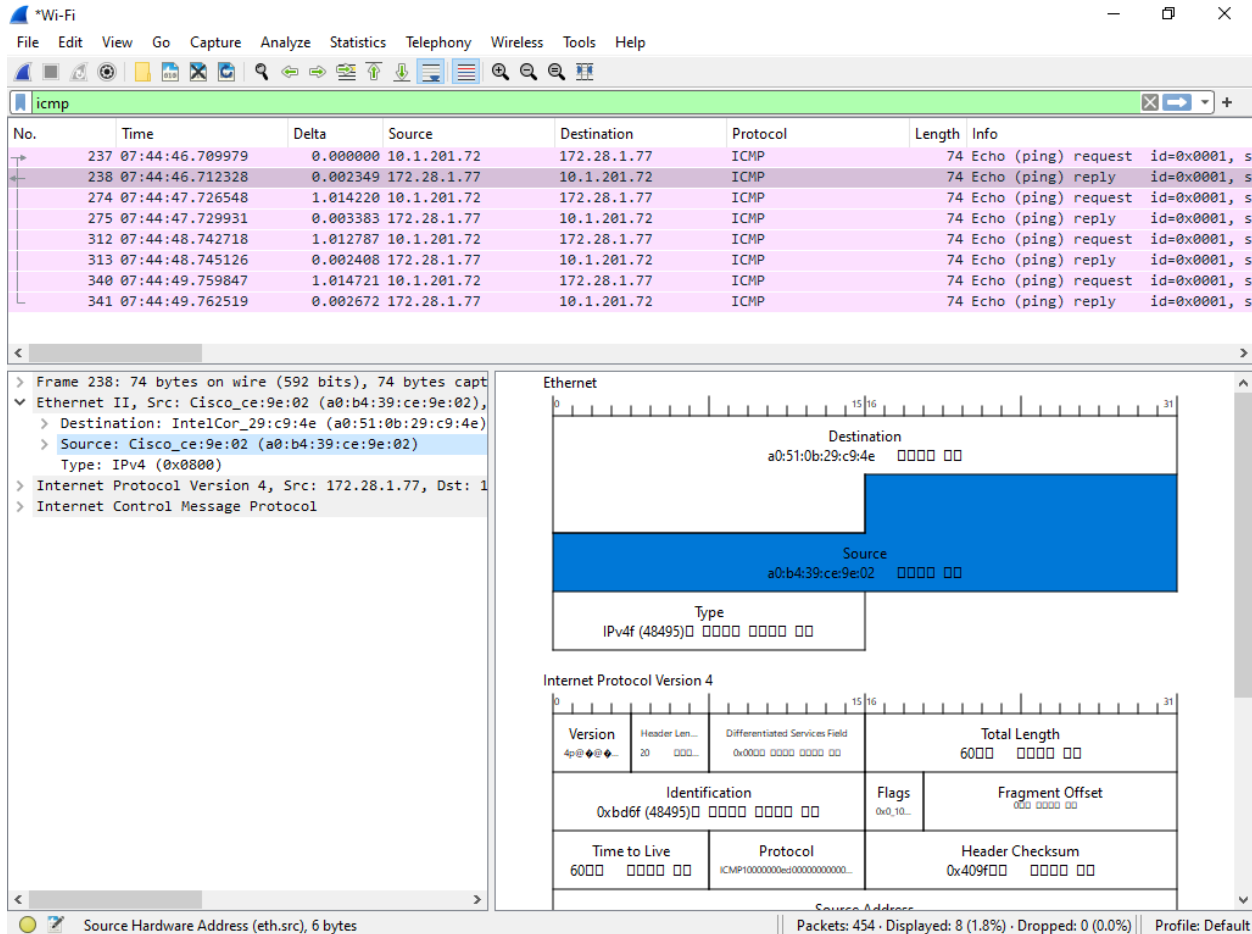 *Wi-Fi
File Edit View Go Capture Analyze Statistics Telephony Wireless Tools Help
icmp
No. Time Delta Source Destination Protocol Length Info
237 07:44:46.709979 0.000000 10.1.201.72 172.28.1.77 ICMP 74 Echo (ping) request id=0x0001, s
238 07:44:46.712328 0.002349 172.28.1.77 10.1.201.72 ICMP 74 Echo (ping) reply id=0x0001, s
274 07:44:47.726548 1.014220 10.1.201.72 172.28.1.77 ICMP 74 Echo (ping) request id=0x0001, s
275 07:44:47.729931 0.003383 172.28.1.77 10.1.201.72 ICMP 74 Echo (ping) reply id=0x0001, s
312 07:44:48.742718 1.012787 10.1.201.72 172.28.1.77 ICMP 74 Echo (ping) request id=0x0001, s
313 07:44:48.745126 0.002408 172.28.1.77 10.1.201.72 ICMP 74 Echo (ping) reply id=0x0001, s
340 07:44:49.759847 1.014721 10.1.201.72 172.28.1.77 ICMP 74 Echo (ping) request id=0x0001, s
341 07:44:49.762519 0.002672 172.28.1.77 10.1.201.72 ICMP 74 Echo (ping) reply id=0x0001, s
Frame 238: 74 bytes on wire (592 bits), 74 bytes capt
Ethernet II, Src: Cisco_ce:9e:02 (a0:b4:39:ce:9e:02),
Destination: IntelCor_29:c9:4e (a0:51:0b:29:c9:4e)
Source: Cisco_ce:9e:02 (a0:b4:39:ce:9e:02)
Type: IPv4 (0x0800)
Internet Protocol Version 4, Src: 172.28.1.77, Dst: 1
Internet Control Message Protocol
Ethernet
0 15 16 31
Destination
a0:51:0b:29:c9:4e
Source
a0:b4:39:ce:9e:02
Type
IPv4f (48495)
Internet Protocol Version 4
0 15 16 31
Version Header Len... Differentiated Services Field Total Length
4p@�@�... 20 ... 0x00 60
Identification Flags Fragment Offset
0xbd6f (48495) 0x0_10... 0
Time to Live Protocol Header Checksum
60 ICMP10000000ed00000000000... 0x409f
Source Address
Source Hardware Address (eth.src), 6 bytes
Packets: 454 · Displayed: 8 (1.8%) · Dropped: 0 (0.0%)
Profile: Default